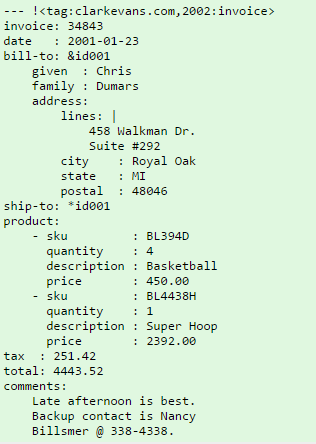 --- !<tag:clarkevans.com,2002:invoice>
invoice: 34843
date   : 2001-01-23
bill-to: &id001
    given  : Chris
    family : Dumars
    address:
        lines: |
            458 Walkman Dr.
            Suite #292
        city    : Royal Oak
        state   : MI
        postal  : 48046
ship-to: *id001
product:
    - sku         : BL394D
      quantity    : 4
      description : Basketball
      price       : 450.00
    - sku         : BL4438H
      quantity    : 1
      description : Super Hoop
      price       : 2392.00
tax  : 251.42
total: 4443.52
comments:
        Late afternoon is best.
        Backup contact is Nancy
        Billsmer @ 338-4338.